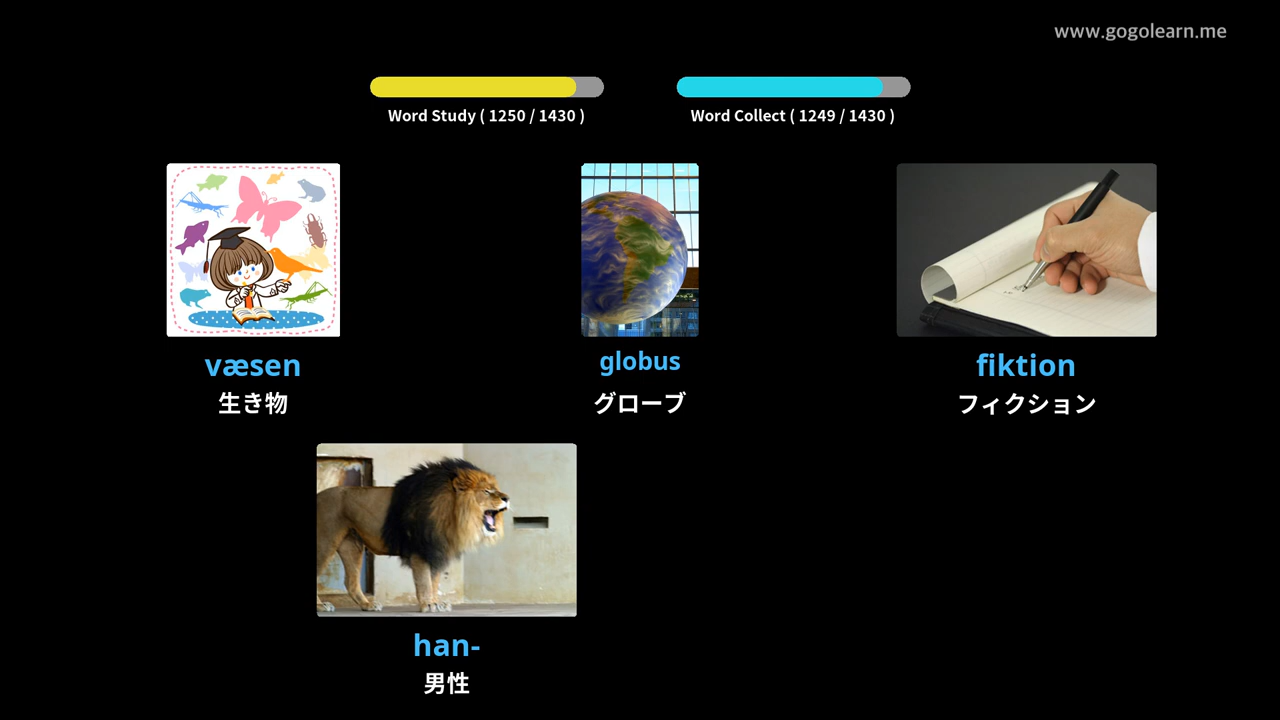 www.gogolearn.me
Word Study ( 1250 / 1430 )
Word Collect ( 1249 / 1430 )
væsen
生き物
globus
グローブ
fiktion
フィクション
han-
男性